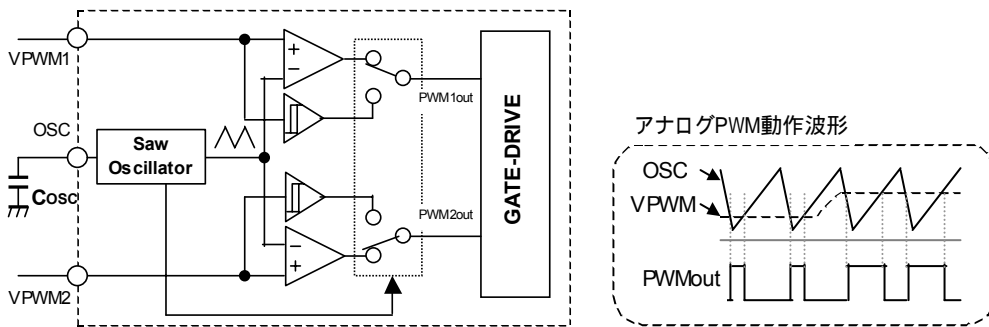 VPWM1
+
−
PWM1out
OSC
Saw
Oscillator
Cosc
GATE-DRIVE
PWM2out
−
+
VPWM2
アナログPWM動作波形
OSC
VPWM
PWMout